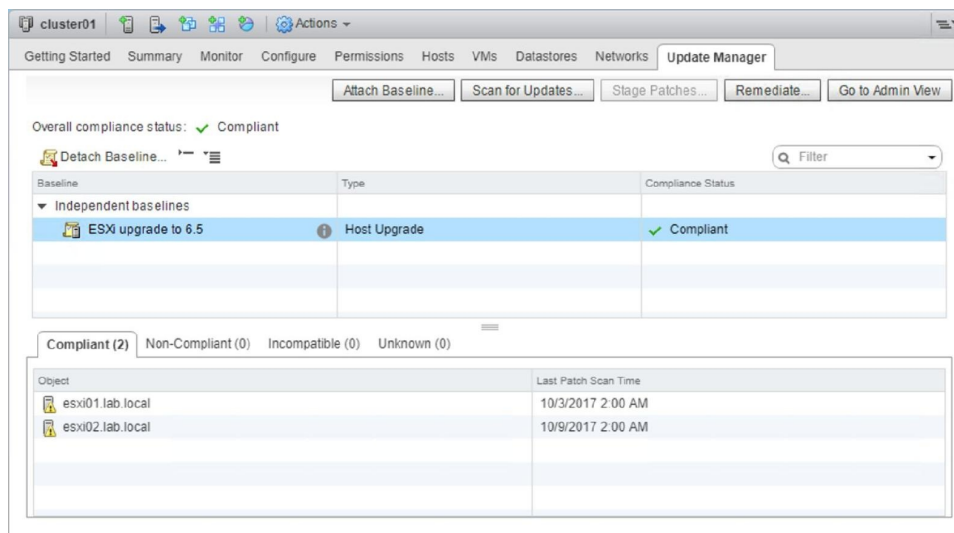 cluster01 Actions
Getting Started Summary Monitor Configure Permissions Hosts VMs Datastores Networks Update Manager
Attach Baseline... Scan for Updates... Stage Patches... Remediate... Go to Admin View
Overall compliance status: Compliant
Detach Baseline... Filter
Baseline Type Compliance Status
Independent baselines
ESXi upgrade to 6.5 Host Upgrade Compliant
Compliant (2) Non-Compliant (0) Incompatible (0) Unknown (0)
Object Last Patch Scan Time
esxi01.lab.local 10/3/2017 2:00 AM
esxi02.lab.local 10/9/2017 2:00 AM